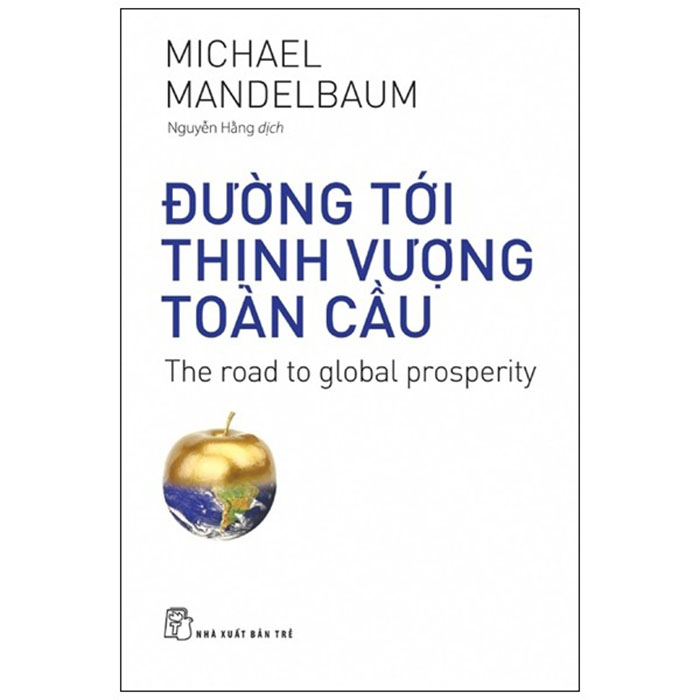 MICHAEL
MANDELBAUM
Nguyễn Hằng dịch
ĐƯỜNG TỚI
THỊNH VƯỢNG
TOÀN CẦU
The road to global prosperity
NHÀ XUẤT BẢN TRẺ